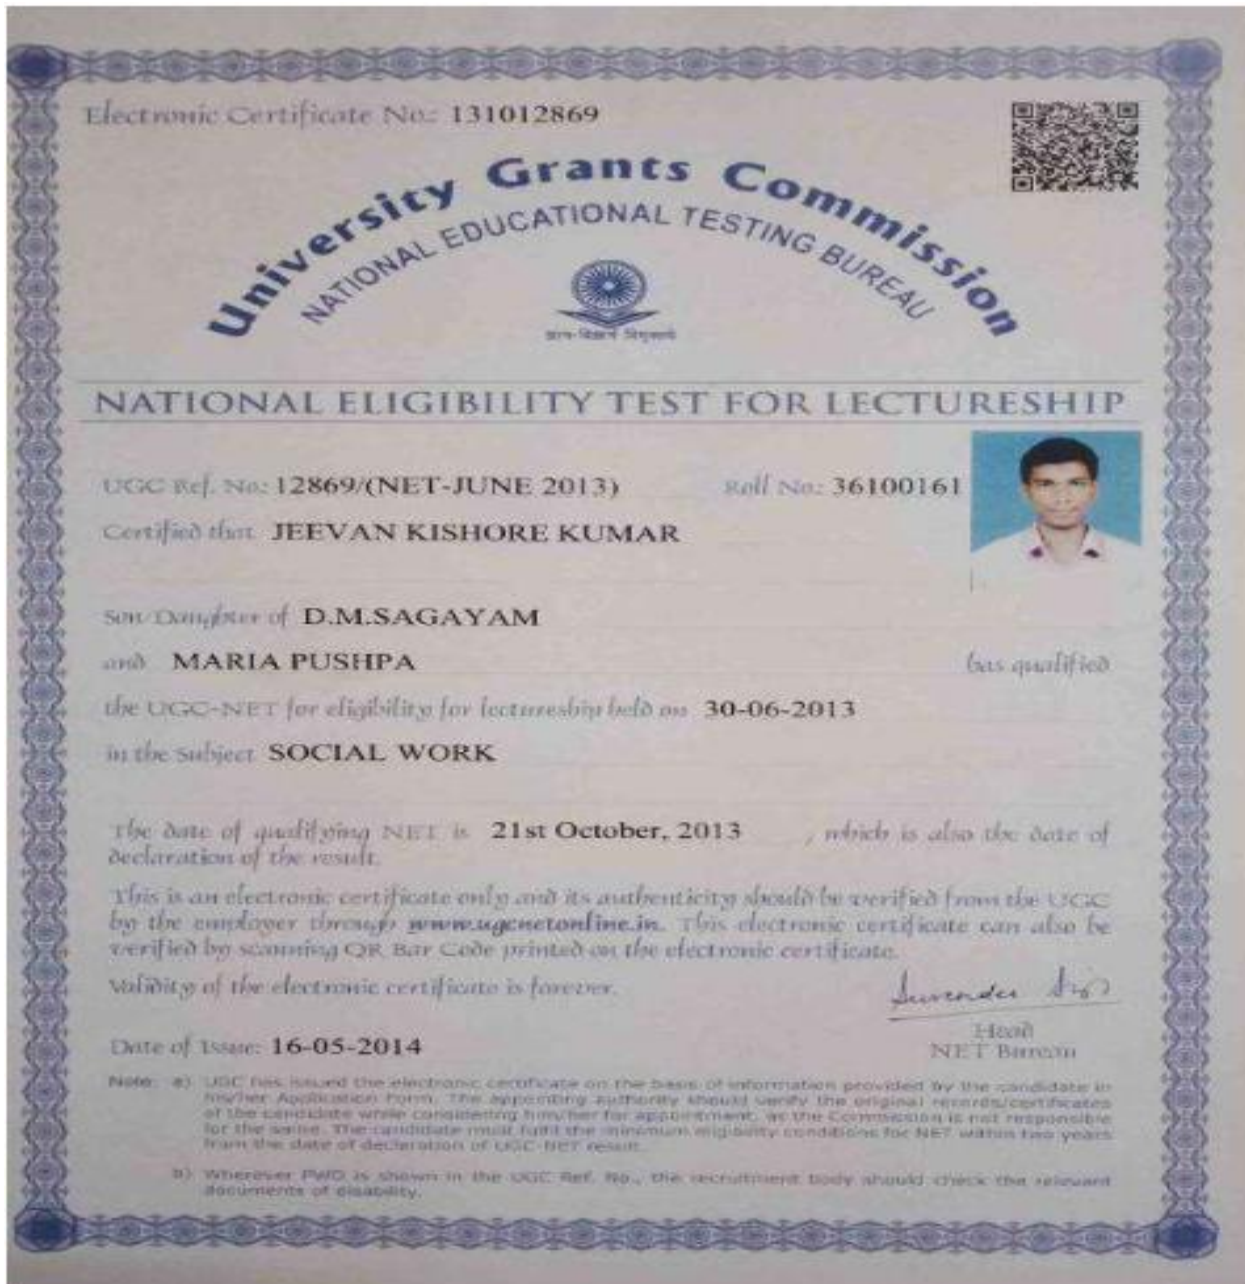 Electronic Certificate No.: 131012869
University Grants Commission
NATIONAL EDUCATIONAL TESTING BUREAU
ज्ञान-विज्ञानं विमुक्तये
NATIONAL ELIGIBILITY TEST FOR LECTURESHIP
UGC Ref. No.: 12869/(NET-JUNE 2013) Roll No.: 36100161
Certified that JEEVAN KISHORE KUMAR
Son/Daughter of D.M.SAGAYAM
and MARIA PUSHPA has qualified
the UGC-NET for eligibility for lectureship held on 30-06-2013
in the Subject SOCIAL WORK
The date of qualifying NET is 21st October, 2013 , which is also the date of
declaration of the result.
This is an electronic certificate only and its authenticity should be verified from the UGC
by the employer through www.ugcnetonline.in. This electronic certificate can also be
verified by scanning QR Bar Code printed on the electronic certificate.
Validity of the electronic certificate is forever.
Surender
Head
NET Bureau
Date of Issue: 16-05-2014
Note: a) UGC has issued the electronic certificate on the basis of information provided by the candidate in
his/her Application Form. The appointing authority should verify the original records/certificates
of the candidate while considering him/her for appointment, as the Commission is not responsible
for the same. The candidate must fulfil the minimum eligibility conditions for NET within two years
from the date of declaration of UGC-NET result.
b) Wherever PWD is shown in the UGC Ref. No., the recruitment body should check the relevant
documents of disability.